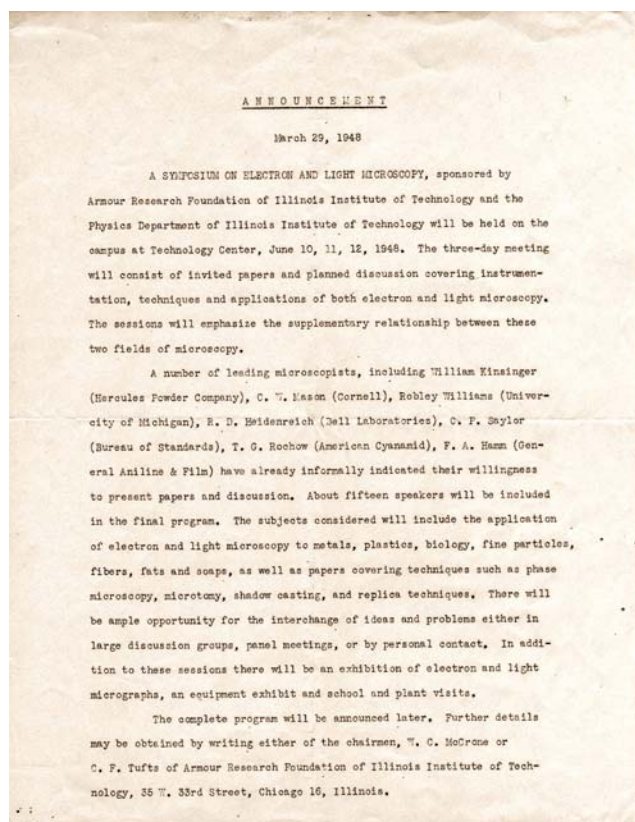 ANNOUNCEMENT
March 29, 1948
A SYMPOSIUM ON ELECTRON AND LIGHT MICROSCOPY, sponsored by
Armour Research Foundation of Illinois Institute of Technology and the
Physics Department of Illinois Institute of Technology will be held on the
campus at Technology Center, June 10, 11, 12, 1948. The three-day meeting
will consist of invited papers and planned discussion covering instrumen-
tation, techniques and applications of both electron and light microscopy.
The sessions will emphasize the supplementary relationship between these
two fields of microscopy.
A number of leading microscopists, including William Kinsinger
(Hercules Powder Company), C. W. Mason (Cornell), Robley Williams (Univer-
city of Michigan), R. D. Heidenreich (Bell Laboratories), C. P. Saylor
(Bureau of Standards), T. G. Rochow (American Cyanamid), F. A. Hamm (Gen-
eral Aniline & Film) have already informally indicated their willingness
to present papers and discussion. About fifteen speakers will be included
in the final program. The subjects considered will include the application
of electron and light microscopy to metals, plastics, biology, fine particles,
fibers, fats and soaps, as well as papers covering techniques such as phase
microscopy, microtomy, shadow casting, and replica techniques. There will
be ample opportunity for the interchange of ideas and problems either in
large discussion groups, panel meetings, or by personal contact. In addi-
tion to these sessions there will be an exhibition of electron and light
micrographs, an equipment exhibit and school and plant visits.
The complete program will be announced later. Further details
may be obtained by writing either of the chairmen, W. C. McCrone or
C. F. Tufts of Armour Research Foundation of Illinois Institute of Tech-
nology, 35 W. 33rd Street, Chicago 16, Illinois.